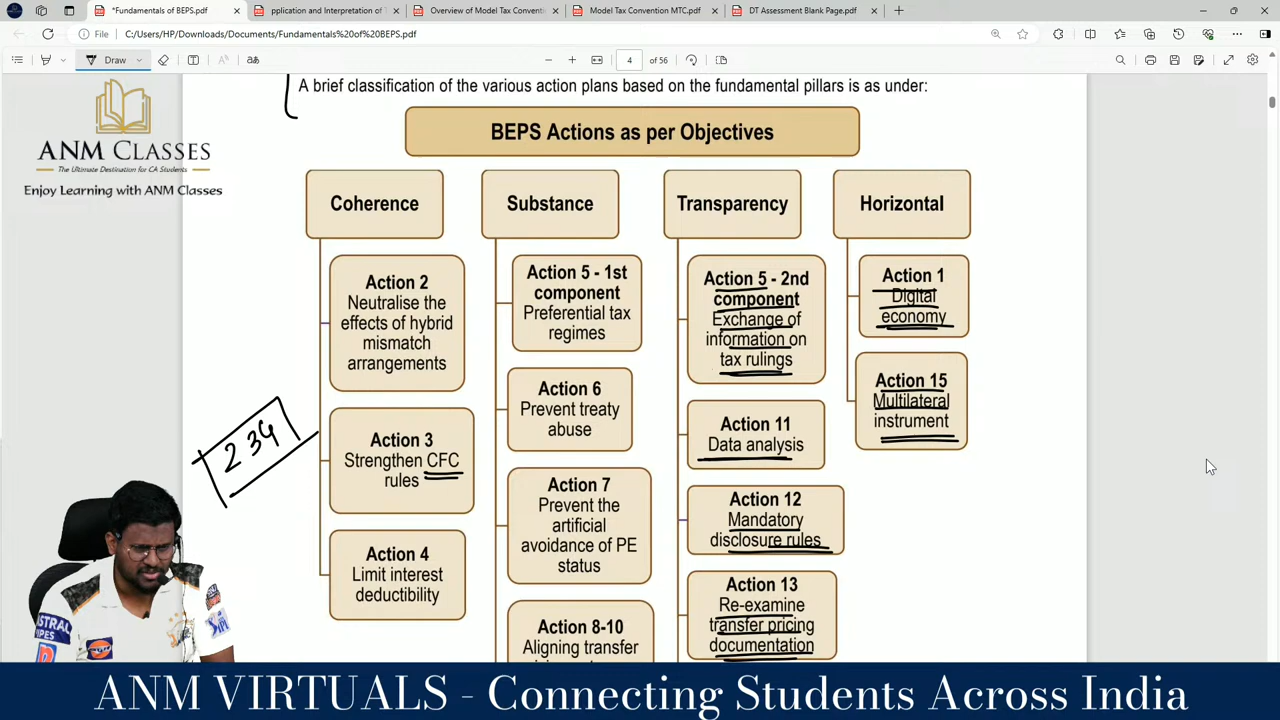 *Fundamentals of BEPS.pdf
pplication and Interpretation of T
Overview of Model Tax Conventi
Model Tax Convention MTC.pdf
DT Assessment Blank Page.pdf
File
C:/Users/HP/Downloads/Documents/Fundamentals%20of%20BEPS.pdf
Draw
4 of 56
A brief classification of the various action plans based on the fundamental pillars is as under:
ANM CLASSES
The Ultimate Destination for CA Students
Enjoy Learning with ANM Classes
BEPS Actions as per Objectives
Coherence
Action 2
Neutralise the
effects of hybrid
mismatch
arrangements
Action 3
Strengthen CFC
rules
Action 4
Limit interest
deductibility
234
Substance
Action 5 - 1st
component
Preferential tax
regimes
Action 6
Prevent treaty
abuse
Action 7
Prevent the
artificial
avoidance of PE
status
Action 8-10
Aligning transfer
Transparency
Action 5 - 2nd
component
Exchange of
information on
tax rulings
Action 11
Data analysis
Action 12
Mandatory
disclosure rules
Action 13
Re-examine
transfer pricing
documentation
Horizontal
Action 1
Digital
economy
Action 15
Multilateral
instrument
ANM VIRTUALS - Connecting Students Across India